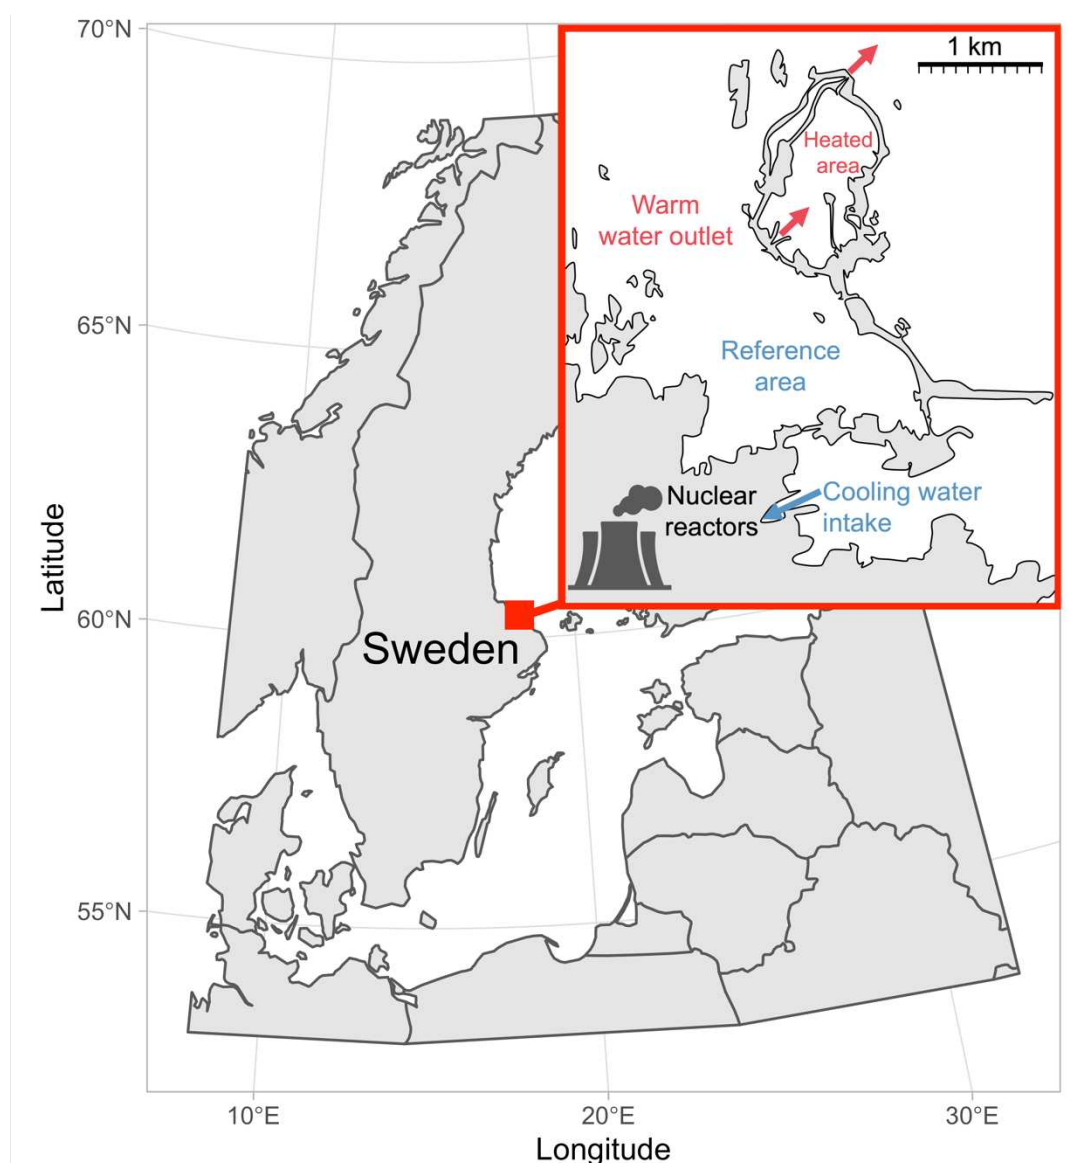 70°N
65°N
60°N
55°N
Latitude
10°E
20°E
30°E
Longitude
Sweden
1 km
Heated
area
Warm
water outlet
Reference
area
Nuclear
reactors
Cooling water
intake